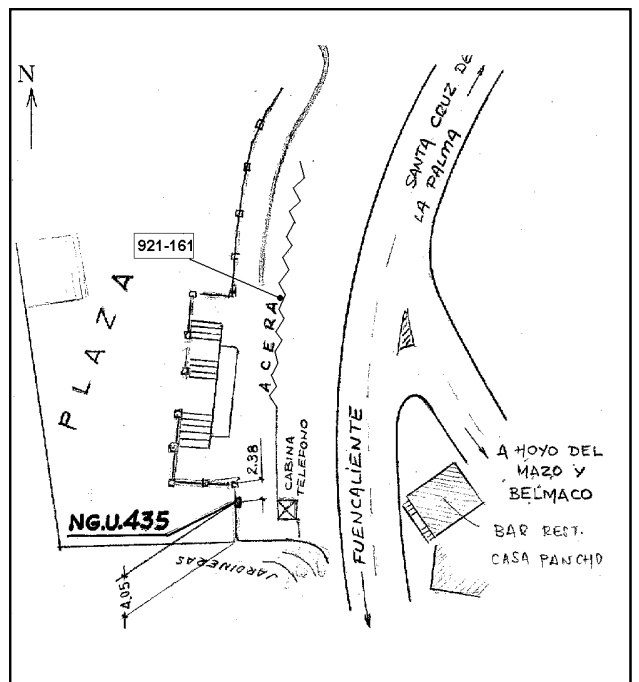 N
SANTA CRUZ DE
LA PALMA
921-161
PLAZA
ACERA
2.38
CABINA
TELEFONO
FUENCALIENTE
A HOYO DEL
MAZO Y
BELMACO
NG.U.435
BAR REST.
CASA PANCHO
JARDINERAS
4.05